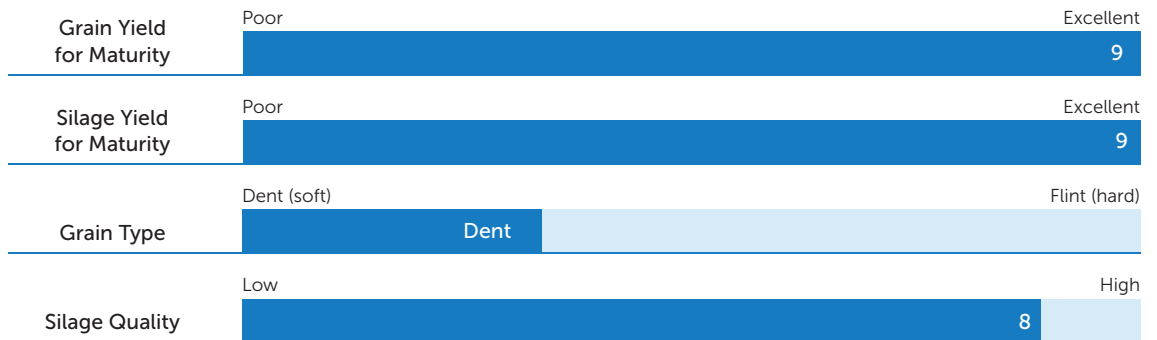 Grain Yield
for Maturity
Poor Excellent
9
Silage Yield
for Maturity
Poor Excellent
9
Grain Type
Dent (soft) Flint (hard)
Dent
Silage Quality
Low High
8